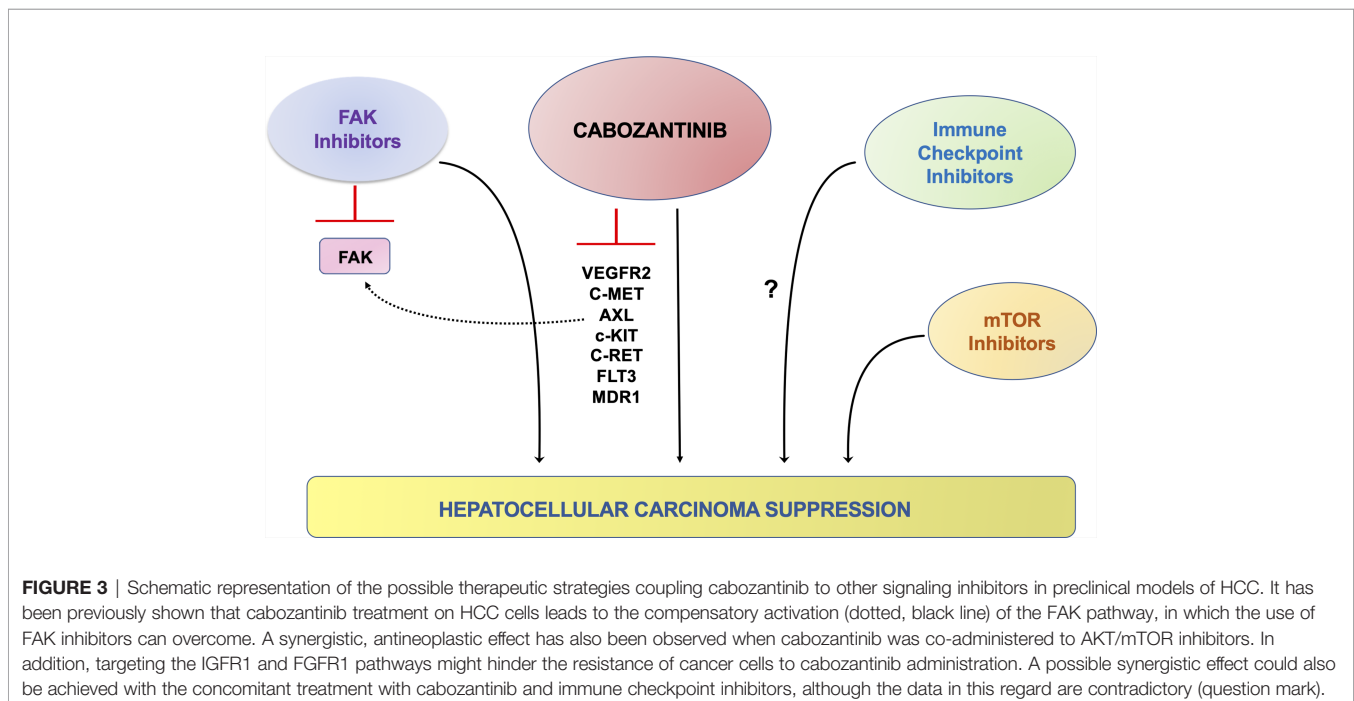 FAK
Inhibitors
CABOZANTINIB
Immune
Checkpoint
Inhibitors
FAK
VEGFR2
C-MET
AXL
c-KIT
C-RET
FLT3
MDR1
?
mTOR
Inhibitors
HEPATOCELLULAR CARCINOMA SUPPRESSION
FIGURE 3 | Schematic representation of the possible therapeutic strategies coupling cabozantinib to other signaling inhibitors in preclinical models of HCC. It has
been previously shown that cabozantinib treatment on HCC cells leads to the compensatory activation (dotted, black line) of the FAK pathway, in which the use of
FAK inhibitors can overcome. A synergistic, antineoplastic effect has also been observed when cabozantinib was co-administered to AKT/mTOR inhibitors. In
addition, targeting the IGFR1 and FGFR1 pathways might hinder the resistance of cancer cells to cabozantinib administration. A possible synergistic effect could also
be achieved with the concomitant treatment with cabozantinib and immune checkpoint inhibitors, although the data in this regard are contradictory (question mark).